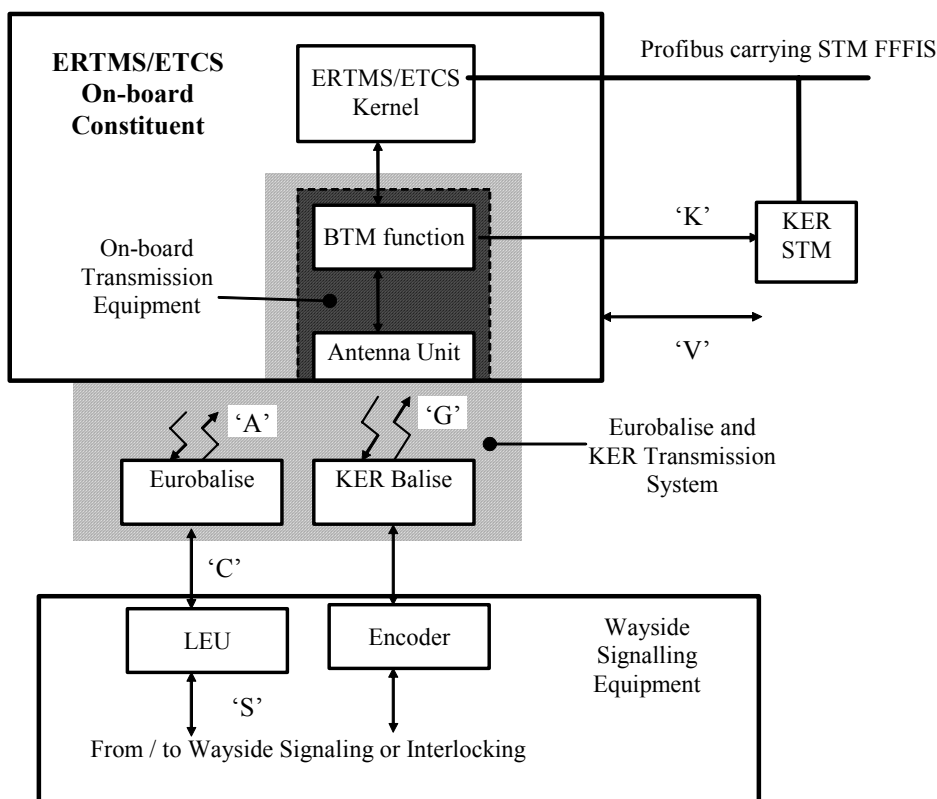 Profibus carrying STM FFFIS
ERTMS/ETCS
On-board
Constituent
ERTMS/ETCS
Kernel
BTM function
‘K’
KER
STM
On-board
Transmission
Equipment
Antenna Unit
‘V’
‘A’
‘G’
Eurobalise and
KER Transmission
System
Eurobalise
KER Balise
‘C’
LEU
Encoder
Wayside
Signalling
Equipment
‘S’
From / to Wayside Signaling or Interlocking